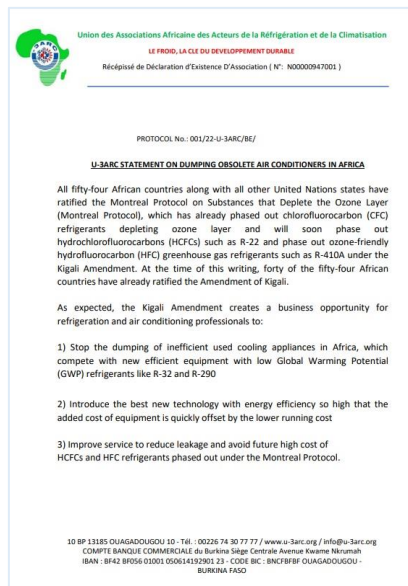 Union des Associations Africaine des Acteurs de la Réfrigération et de la Climatisation
LE FROID, LA CLE DU DEVELOPPEMENT DURABLE
Récépissé de Déclaration d'Existence D'Association ( N°: N00000947001 )
U-3ARC
PROTOCOL No.: 001/22-U-3ARC/BE/
U-3ARC STATEMENT ON DUMPING OBSOLETE AIR CONDITIONERS IN AFRICA
All fifty-four African countries along with all other United Nations states have
ratified the Montreal Protocol on Substances that Deplete the Ozone Layer
(Montreal Protocol), which has already phased out chlorofluorocarbon (CFC)
refrigerants depleting ozone layer and will soon phase out
hydrochlorofluorocarbons (HCFCs) such as R-22 and phase out ozone-friendly
hydrofluorocarbon (HFC) greenhouse gas refrigerants such as R-410A under the
Kigali Amendment. At the time of this writing, forty of the fifty-four African
countries have already ratified the Amendment of Kigali.
As expected, the Kigali Amendment creates a business opportunity for
refrigeration and air conditioning professionals to:
1) Stop the dumping of inefficient used cooling appliances in Africa, which
compete with new efficient equipment with low Global Warming Potential
(GWP) refrigerants like R-32 and R-290
2) Introduce the best new technology with energy efficiency so high that the
added cost of equipment is quickly offset by the lower running cost
3) Improve service to reduce leakage and avoid future high cost of
HCFCs and HFC refrigerants phased out under the Montreal Protocol.
10 BP 13185 OUAGADOUGOU 10 - Tél. : 00226 74 30 77 77 / www.u-3arc.org / info@u-3arc.org
COMPTE BANQUE COMMERCIALE du Burkina Siège Centrale Avenue Kwame Nkrumah
IBAN : BF42 BF056 01001 050614192901 23 - CODE BIC : BNCFBFBF OUAGADOUGOU -
BURKINA FASO